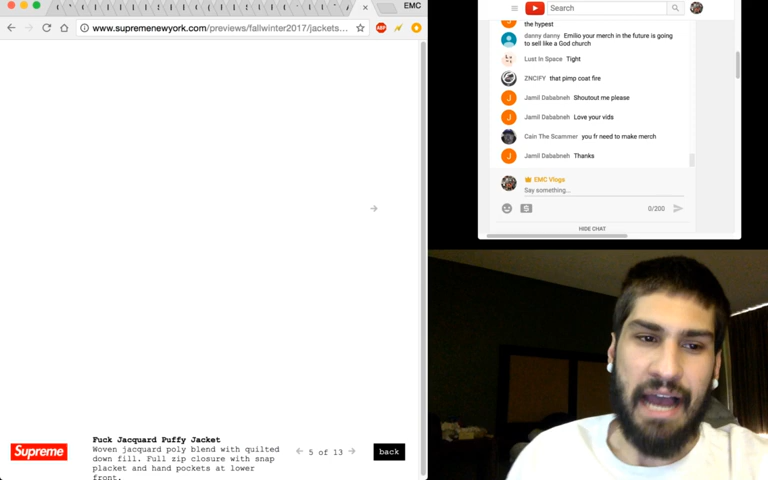 EMC
www.supremenewyork.com/previews/fallwinter2017/jackets...
ABP
Supreme
Fuck Jacquard Puffy Jacket
Woven jacquard poly blend with quilted
down fill. Full zip closure with snap
placket and hand pockets at lower
front.
5 of 13
back
Search
the hypest
danny danny Emilio your merch in the future is going
to sell like a God church
Lust In Space Tight
ZNCIFY that pimp coat fire
J
Jamil Dababneh Shoutout me please
J
Jamil Dababneh Love your vids
Cain The Scammer you fr need to make merch
J
Jamil Dababneh Thanks
EMC Vlogs
Say something...
0/200
HIDE CHAT